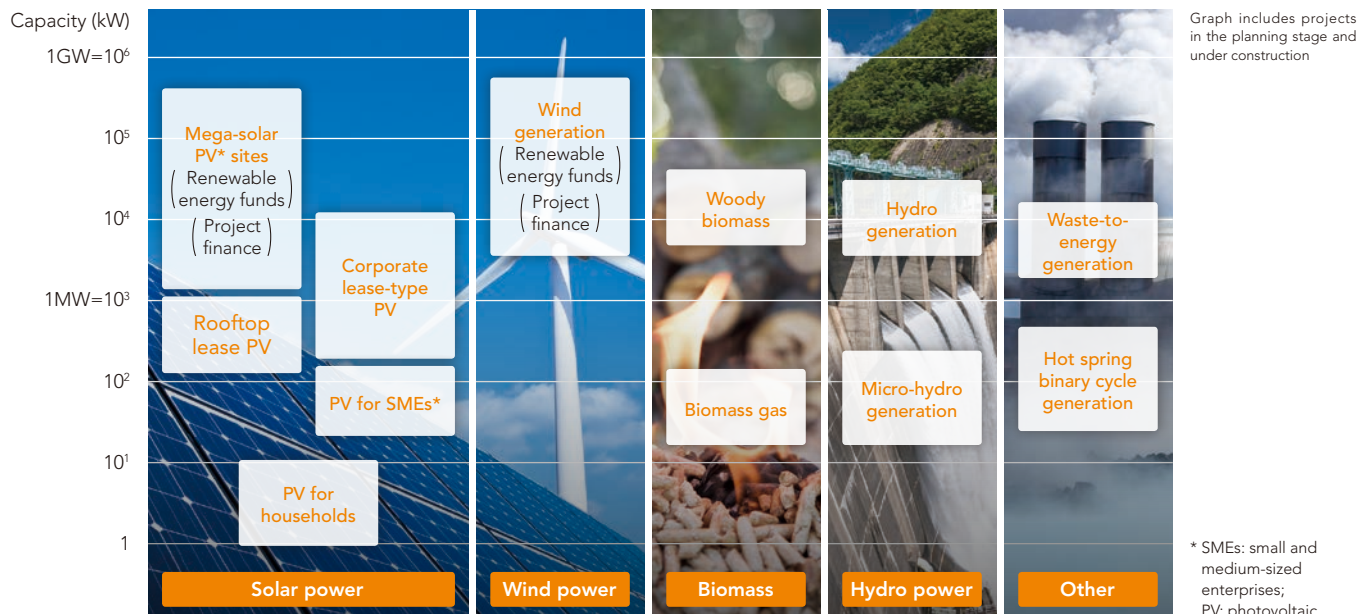 Capacity (kW)
1GW=10⁶
10⁵
10⁴
1MW=10³
10²
10¹
1
Mega-solar
PV* sites
(Renewable
energy funds)
(Project
finance)
Rooftop
lease PV
Corporate
lease-type
PV
PV for SMEs*
PV for
households
Solar power
Wind
generation
(Renewable
energy funds)
(Project
finance)
Wind power
Woody
biomass
Biomass gas
Biomass
Hydro
generation
Micro-hydro
generation
Hydro power
Waste-to-
energy
generation
Hot spring
binary cycle
generation
Other
Graph includes projects
in the planning stage and
under construction
* SMEs: small and
medium-sized
enterprises;
PV: photovoltaic